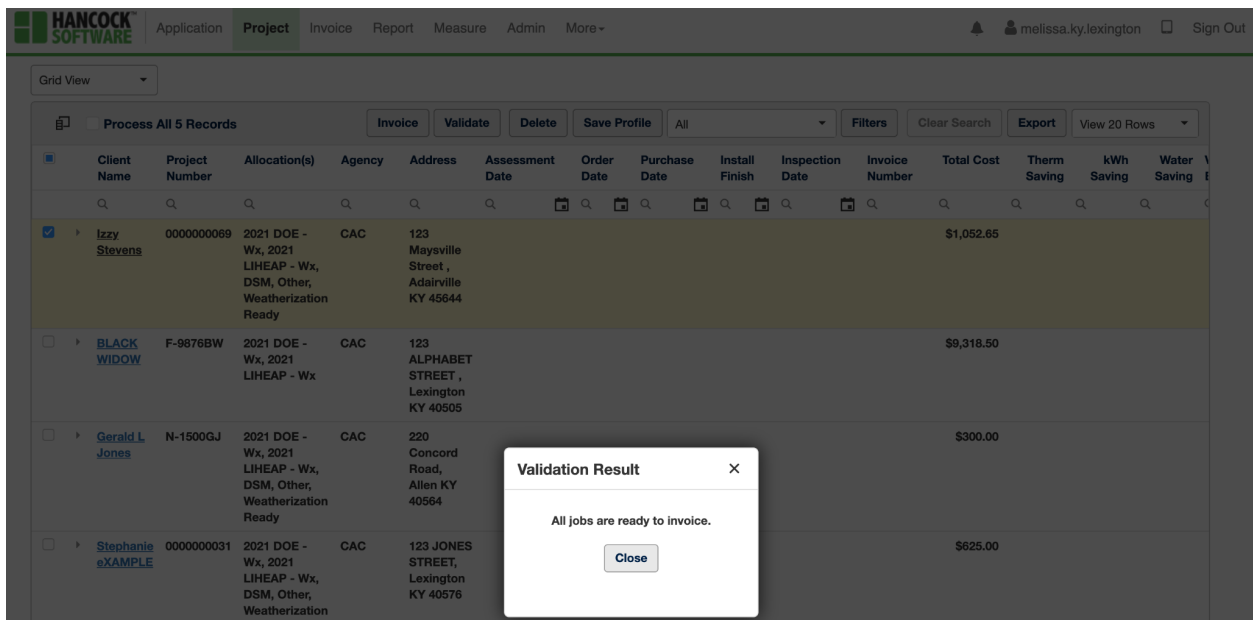 HANCOCK™
SOFTWARE
Application Project Invoice Report Measure Admin More
melissa.ky.lexington Sign Out
Grid View
Process All 5 Records Invoice Validate Delete Save Profile All Filters Clear Search Export View 20 Rows
Client Name Project Number Allocation(s) Agency Address Assessment Date Order Date Purchase Date Install Finish Inspection Date Invoice Number Total Cost Therm Saving kWh Saving Water Saving
Izzy 0000000069 2021 DOE - CAC 123 $1,052.65
Stevens Wx, 2021 Maysville
LIHEAP - Wx, Street ,
DSM, Other, Adairville
Weatherization KY 45644
Ready
BLACK F-9876BW 2021 DOE - CAC 123 $9,318.50
WIDOW Wx, 2021 ALPHABET
LIHEAP - Wx STREET ,
Lexington
KY 40505
Gerald L N-1500GJ 2021 DOE - CAC 220 $300.00
Jones Wx, 2021 Concord
LIHEAP - Wx, Road,
DSM, Other, Allen KY
Weatherization 40564
Ready
Stephanie 0000000031 2021 DOE - CAC 123 JONES $625.00
eXAMPLE Wx, 2021 STREET,
LIHEAP - Wx, Lexington
DSM, Other, KY 40576
Weatherization
Validation Result
All jobs are ready to invoice.
Close